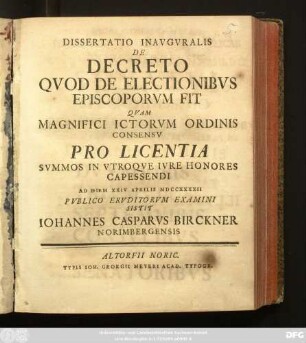 DISSERTATIO INAVGVRALIS
DE
DECRETO
QVOD DE ELECTIONIBVS
EPISCOPORVM FIT
QVAM
MAGNIFICI ICTORVM ORDINIS
CONSENSV
PRO LICENTIA
SVMMOS IN VTROQVE IVRE HONORES
CAPESSENDI
AD DIEM XXIV APRILIS MDCCXXXXII
PVBLICO ERVDITORVM EXAMINI
SISTIT
IOHANNES CASPARVS BIRCKNER
NORIMBERGENSIS
ALTORVII NORIC.
TYPIS IOH. GEORGII MEYERI ACAD. TYPOGR.